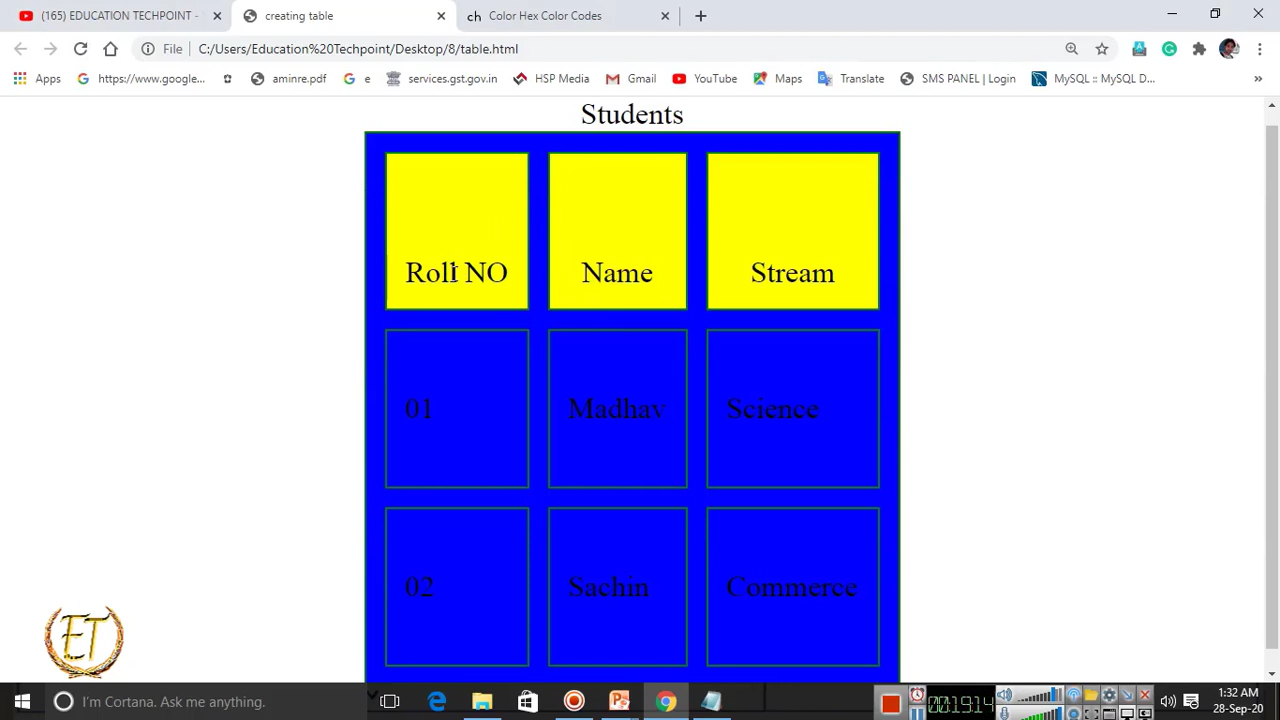 (165) EDUCATION TECHPOINT -
creating table
ch Color Hex Color Codes
File C:/Users/Education%20Techpoint/Desktop/8/table.html
Apps https://www.google... aminre.pdf e services.gst.gov.in HSP Media Gmail YouTube Maps Translate SMS PANEL | Login MySQL :: MySQL D... »
Students
Roll NO Name Stream
01 Madhav Science
02 Sachin Commerce
ET
I'm Cortana. Ask me anything.
00:19:14
1:32 AM
28-Sep-20